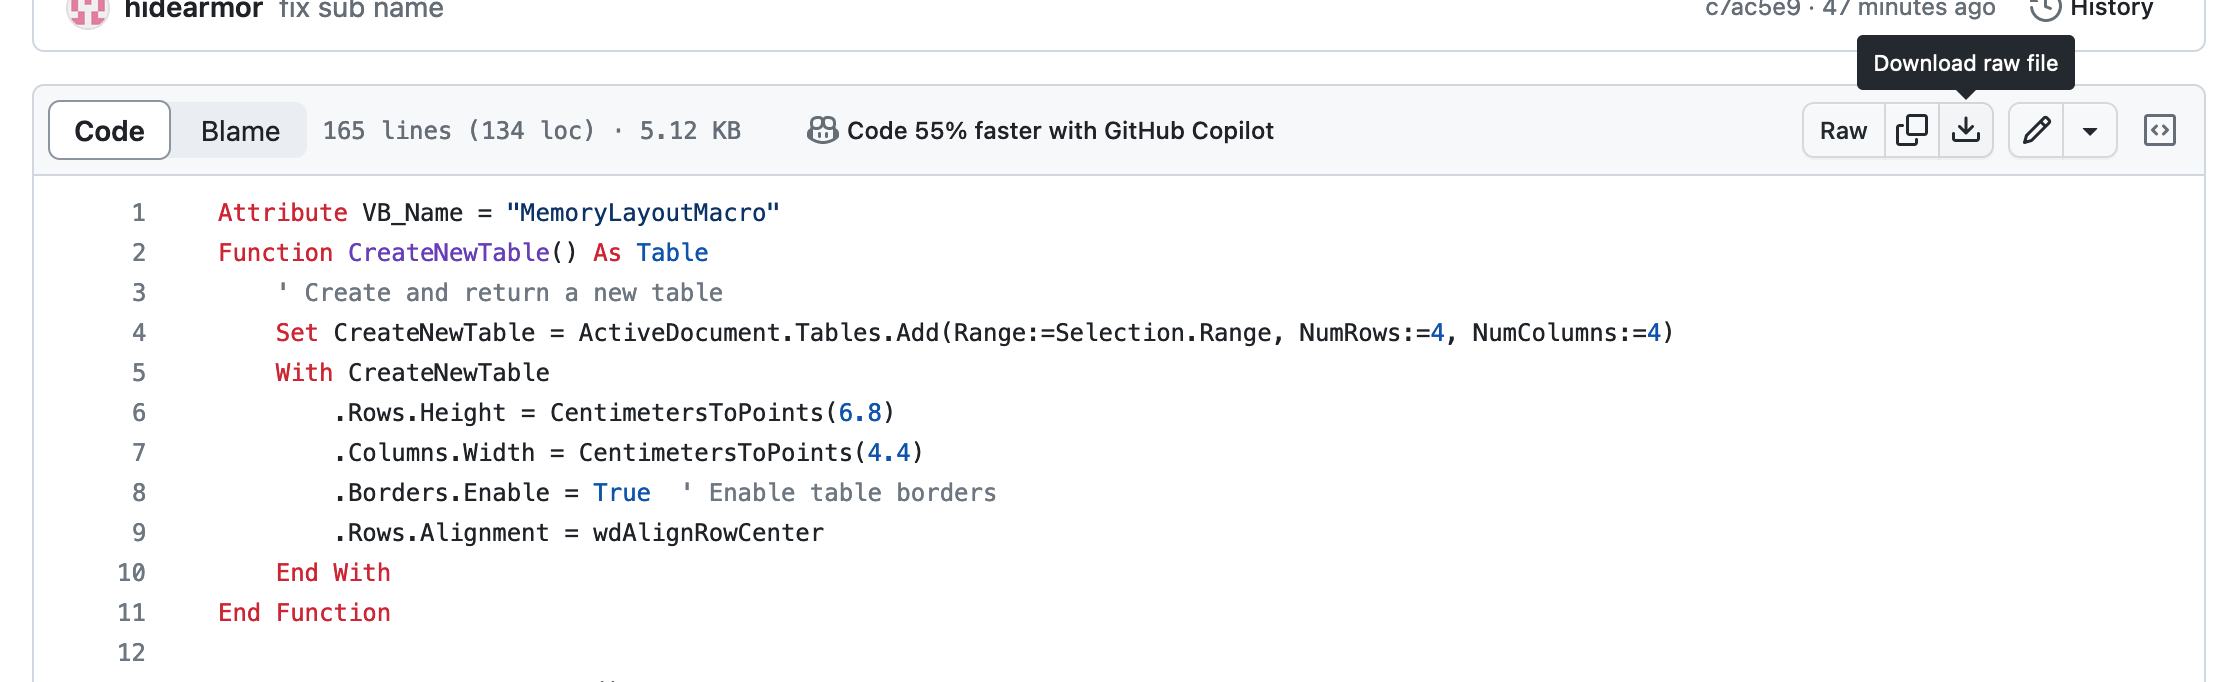 hidearmor fix sub name c7ac5e9 · 47 minutes ago History
Download raw file
Code Blame 165 lines (134 loc) · 5.12 KB Code 55% faster with GitHub Copilot Raw
1 Attribute VB_Name = "MemoryLayoutMacro"
2 Function CreateNewTable() As Table
3 ' Create and return a new table
4 Set CreateNewTable = ActiveDocument.Tables.Add(Range:=Selection.Range, NumRows:=4, NumColumns:=4)
5 With CreateNewTable
6 .Rows.Height = CentimetersToPoints(6.8)
7 .Columns.Width = CentimetersToPoints(4.4)
8 .Borders.Enable = True ' Enable table borders
9 .Rows.Alignment = wdAlignRowCenter
10 End With
11 End Function
12